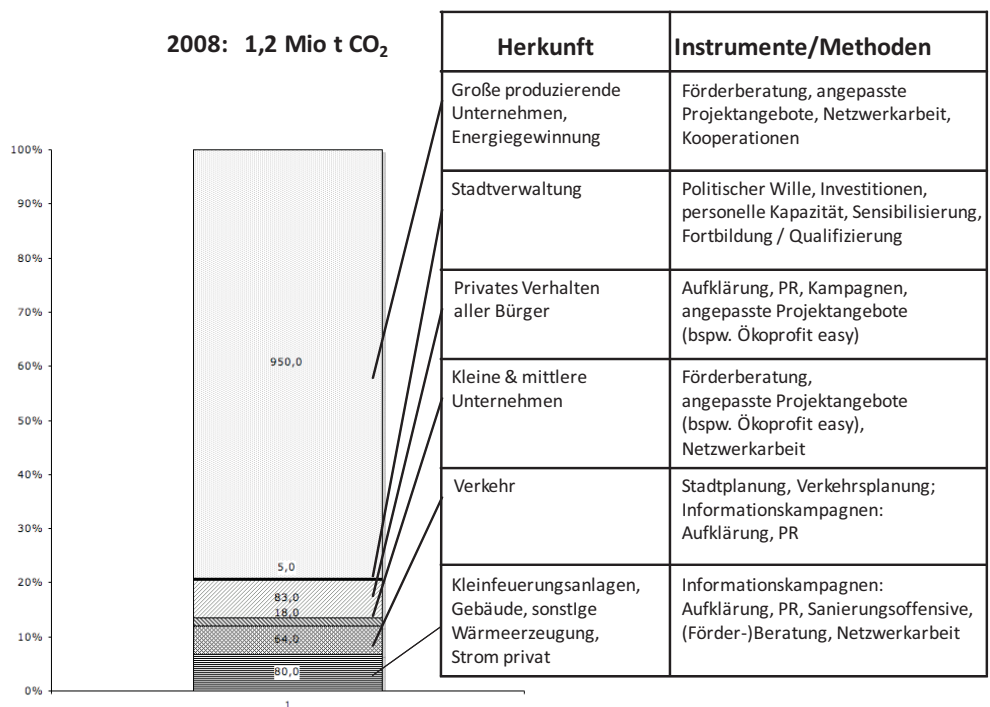 2008: 1,2 Mio t CO₂
100%
90%
80%
70%
60%
50%
40%
30%
20%
10%
0%
950,0
5,0
83,0
18,0
64,0
80,0
1
Herkunft
Instrumente/Methoden
Große produzierende
Unternehmen,
Energiegewinnung
Förderberatung, angepasste
Projektangebote, Netzwerkarbeit,
Kooperationen
Stadtverwaltung
Politischer Wille, Investitionen,
personelle Kapazität, Sensibilisierung,
Fortbildung / Qualifizierung
Privates Verhalten
aller Bürger
Aufklärung, PR, Kampagnen,
angepasste Projektangebote
(bspw. Ökoprofit easy)
Kleine & mittlere
Unternehmen
Förderberatung,
angepasste Projektangebote
(bspw. Ökoprofit easy),
Netzwerkarbeit
Verkehr
Stadtplanung, Verkehrsplanung;
Informationskampagnen:
Aufklärung, PR
Kleinfeuerungsanlagen,
Gebäude, sonstIge
Wärmeerzeugung,
Strom privat
Informationskampagnen:
Aufklärung, PR, Sanierungsoffensive,
(Förder-)Beratung, Netzwerkarbeit